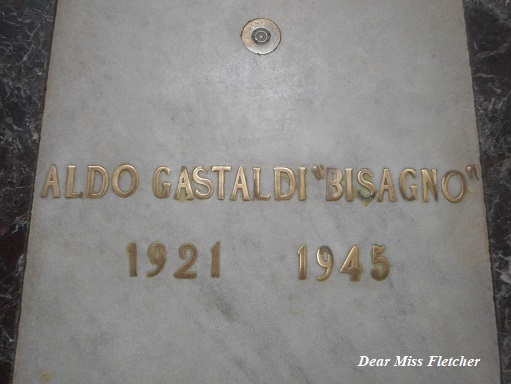 ALDO GASTALDI "BISAGNO"
1921 1945
Dear Miss Fletcher